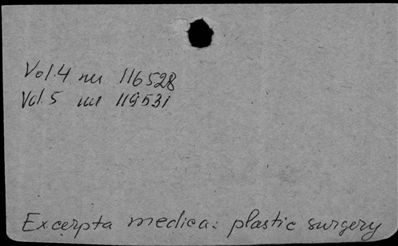 Vol.4 nu 116528
Vol.5 nu 119531
Excerpta medica: plastic surgery